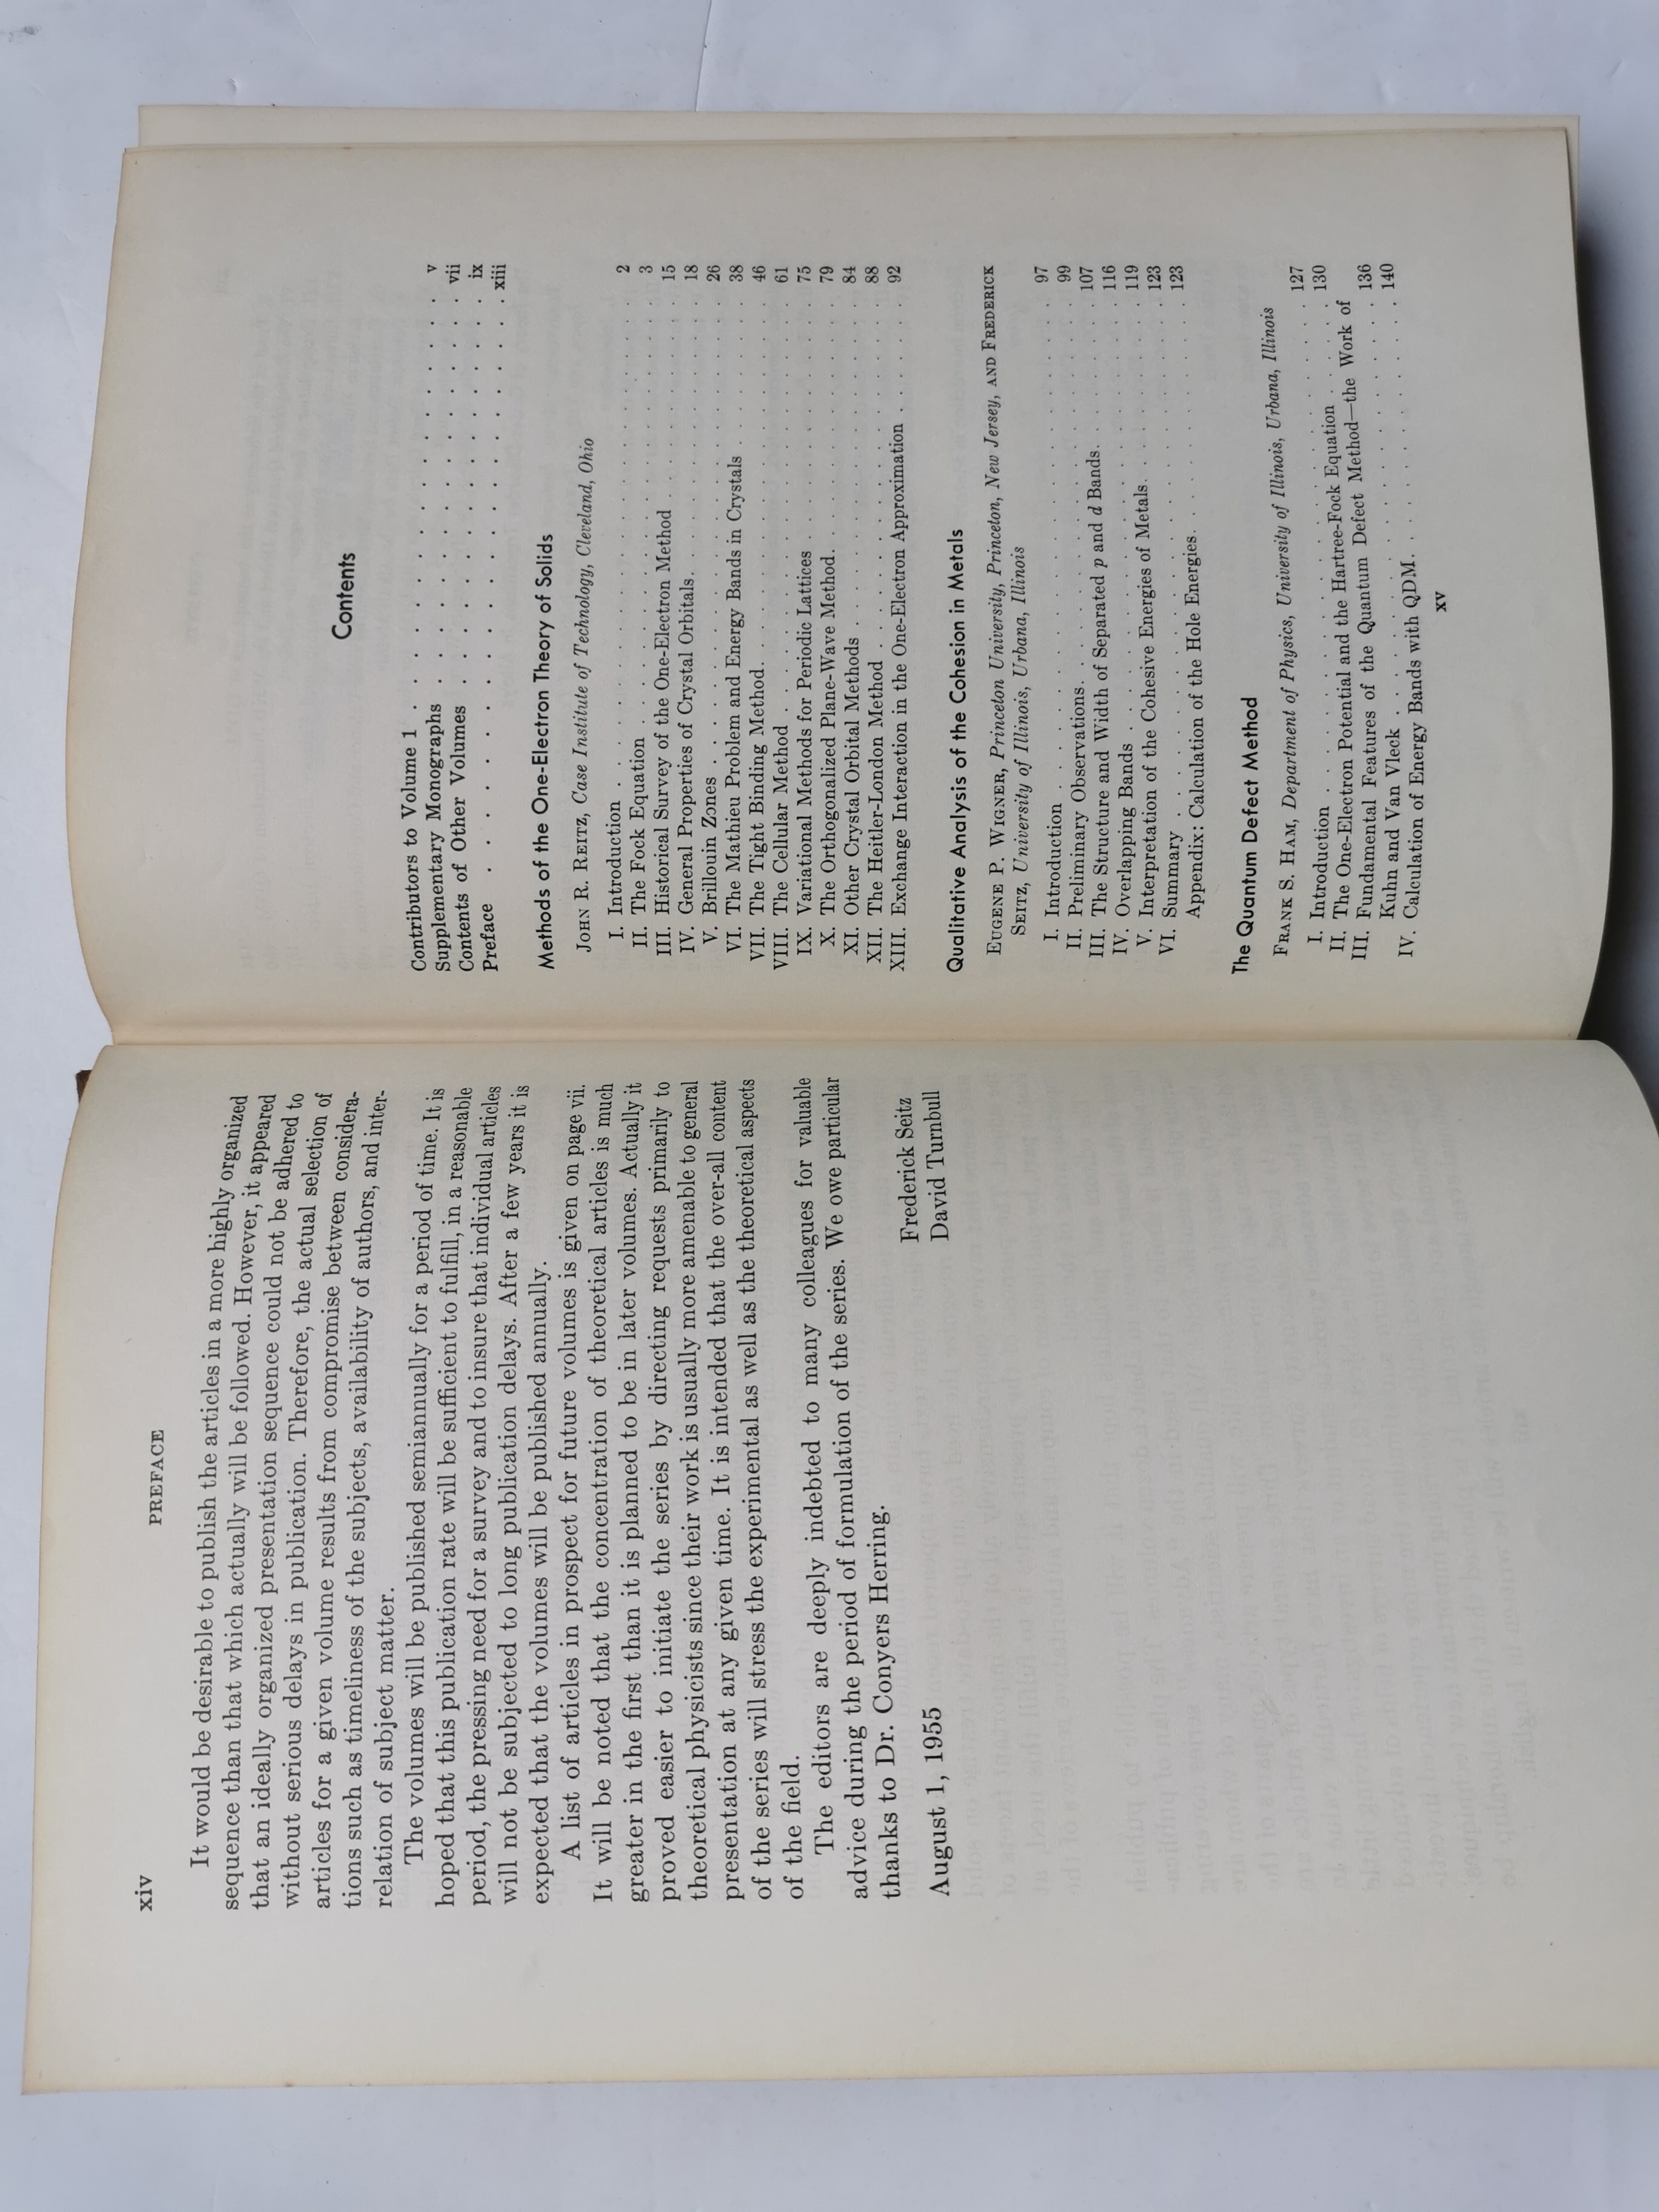 xiv PREFACE
It would be desirable to publish the articles in a more highly organized
sequence than that which actually will be followed. However, it appeared
that an ideally organized presentation sequence could not be adhered to
without serious delays in publication. Therefore, the actual selection of
articles for a given volume results from compromise between considera-
tions such as timeliness of the subjects, availability of authors, and inter-
relation of subject matter.
The volumes will be published semiannually for a period of time. It is
hoped that this publication rate will be sufficient to fulfill, in a reasonable
period, the pressing need for a survey and to insure that individual articles
will not be subjected to long publication delays. After a few years it is
expected that the volumes will be published annually.
A list of articles in prospect for future volumes is given on page vii.
It will be noted that the concentration of theoretical articles is much
greater in the first than it is planned to be in later volumes. Actually it
proved easier to initiate the series by directing requests primarily to
theoretical physicists since their work is usually more amenable to general
presentation at any given time. It is intended that the over-all content
of the series will stress the experimental as well as the theoretical aspects
of the field.
The editors are deeply indebted to many colleagues for valuable
advice during the period of formulation of the series. We owe particular
thanks to Dr. Conyers Herring.
Frederick Seitz
August 1, 1955 David Turnbull
Contents
Contributors to Volume 1 . . . . . . . . . . . . . . . . . . . . v
Supplementary Monographs . . . . . . . . . . . . . . . . . . . vii
Contents of Other Volumes . . . . . . . . . . . . . . . . . . . ix
Preface . . . . . . . . . . . . . . . . . . . . . . . . . . xiii
Methods of the One-Electron Theory of Solids
JOHN R. REITZ, Case Institute of Technology, Cleveland, Ohio
I. Introduction . . . . . . . . . . . . . . . . . . . . 2
II. The Fock Equation . . . . . . . . . . . . . . . . . . 3
III. Historical Survey of the One-Electron Method . . . . . . . . 15
IV. General Properties of Crystal Orbitals. . . . . . . . . . . 18
V. Brillouin Zones . . . . . . . . . . . . . . . . . . . 26
VI. The Mathieu Problem and Energy Bands in Crystals . . . . . . 38
VII. The Tight Binding Method. . . . . . . . . . . . . . . . 46
VIII. The Cellular Method . . . . . . . . . . . . . . . . . 61
IX. Variational Methods for Periodic Lattices . . . . . . . . . . 75
X. The Orthogonalized Plane-Wave Method. . . . . . . . . . . 79
XI. Other Crystal Orbital Methods . . . . . . . . . . . . . . 84
XII. The Heitler-London Method . . . . . . . . . . . . . . . 88
XIII. Exchange Interaction in the One-Electron Approximation . . . . 92
Qualitative Analysis of the Cohesion in Metals
EUGENE P. WIGNER, Princeton University, Princeton, New Jersey, AND FREDERICK
SEITZ, University of Illinois, Urbana, Illinois
I. Introduction . . . . . . . . . . . . . . . . . . . . 97
II. Preliminary Observations. . . . . . . . . . . . . . . . 99
III. The Structure and Width of Separated p and d Bands. . . . . . 107
IV. Overlapping Bands . . . . . . . . . . . . . . . . . . 116
V. Interpretation of the Cohesive Energies of Metals. . . . . . . 119
VI. Summary . . . . . . . . . . . . . . . . . . . . . 123
Appendix: Calculation of the Hole Energies. . . . . . . . . . 123
The Quantum Defect Method
FRANK S. HAM, Department of Physics, University of Illinois, Urbana, Illinois
I. Introduction . . . . . . . . . . . . . . . . . . . . 127
II. The One-Electron Potential and the Hartree-Fock Equation . . . 130
III. Fundamental Features of the Quantum Defect Method—the Work of
Kuhn and Van Vleck . . . . . . . . . . . . . . . . . 136
IV. Calculation of Energy Bands with QDM. . . . . . . . . . . 140
xv